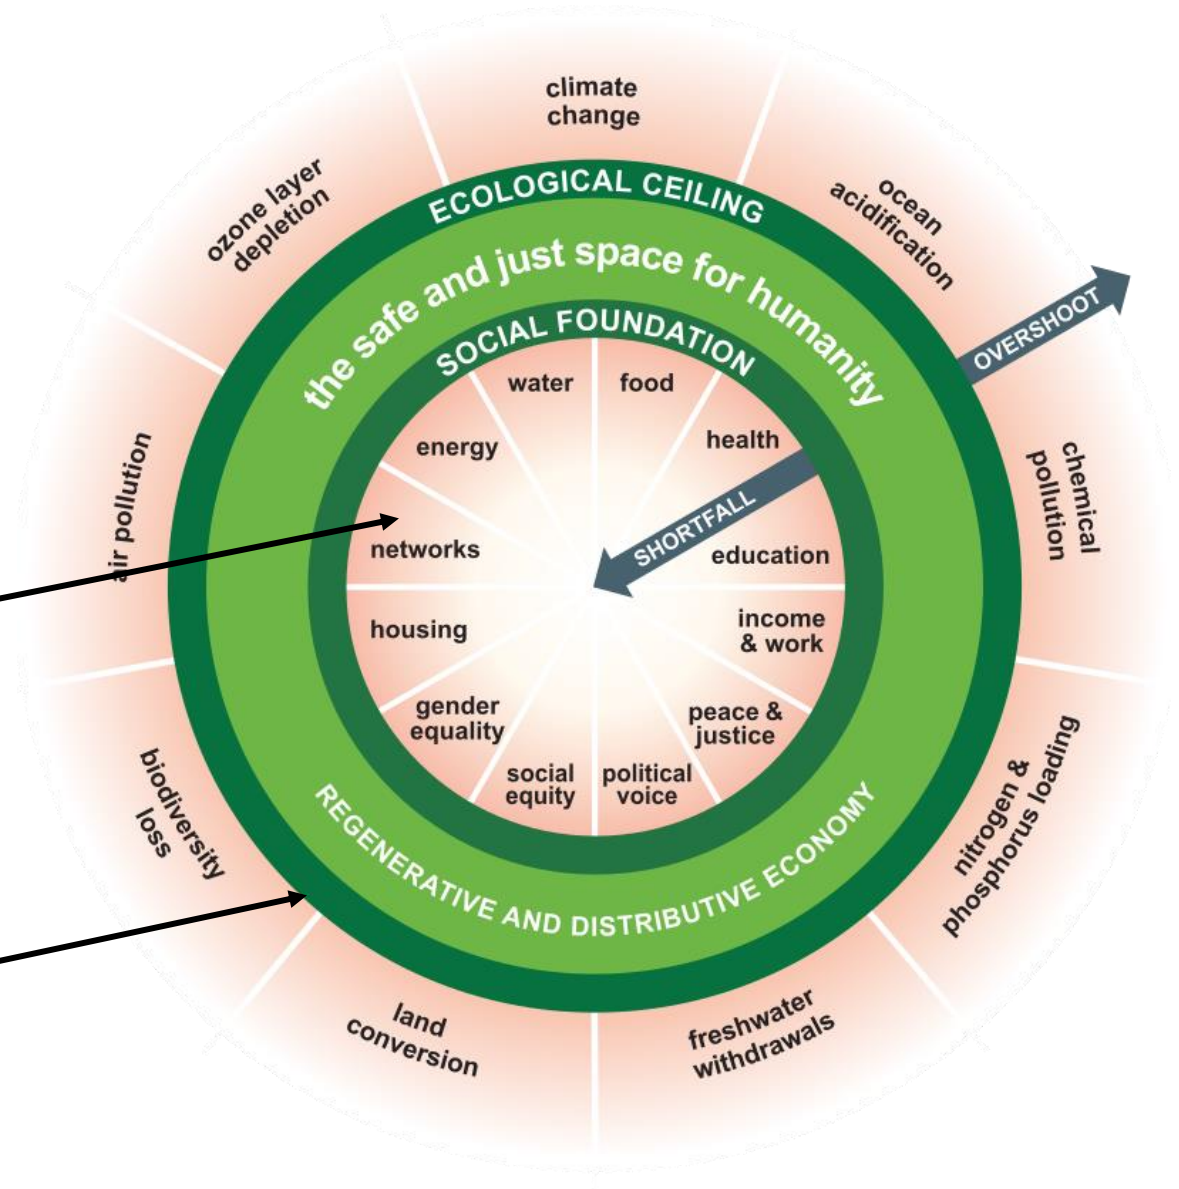 climate
change
ozone layer
depletion
ocean
acidification
ECOLOGICAL CEILING
the safe and just space for humanity
OVERSHOOT
SOCIAL FOUNDATION
water
food
energy
health
air pollution
chemical
pollution
SHORTFALL
networks
education
housing
income
& work
gender
equality
peace &
justice
social
equity
political
voice
biodiversity
loss
nitrogen &
phosphorus loading
REGENERATIVE AND DISTRIBUTIVE ECONOMY
land
conversion
freshwater
withdrawals